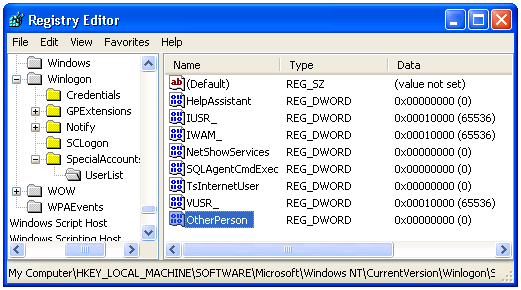 Registry Editor
File Edit View Favorites Help
Windows
Winlogon
Credentials
GPExtensions
Notify
SCLogon
SpecialAccount
UserList
WOW
WPAEvents
Windows Script Host
Windows Scripting Host
Name Type Data
(Default) REG_SZ (value not set)
HelpAssistant REG_DWORD 0x00000000 (0)
IUSR_ REG_DWORD 0x00010000 (65536)
IWAM_ REG_DWORD 0x00010000 (65536)
NetShowServices REG_DWORD 0x00000000 (0)
SQLAgentCmdExec REG_DWORD 0x00000000 (0)
TsInternetUser REG_DWORD 0x00000000 (0)
VUSR_ REG_DWORD 0x00010000 (65536)
OtherPerson REG_DWORD 0x00000000 (0)
My Computer\HKEY_LOCAL_MACHINE\SOFTWARE\Microsoft\Windows NT\CurrentVersion\Winlogon\S